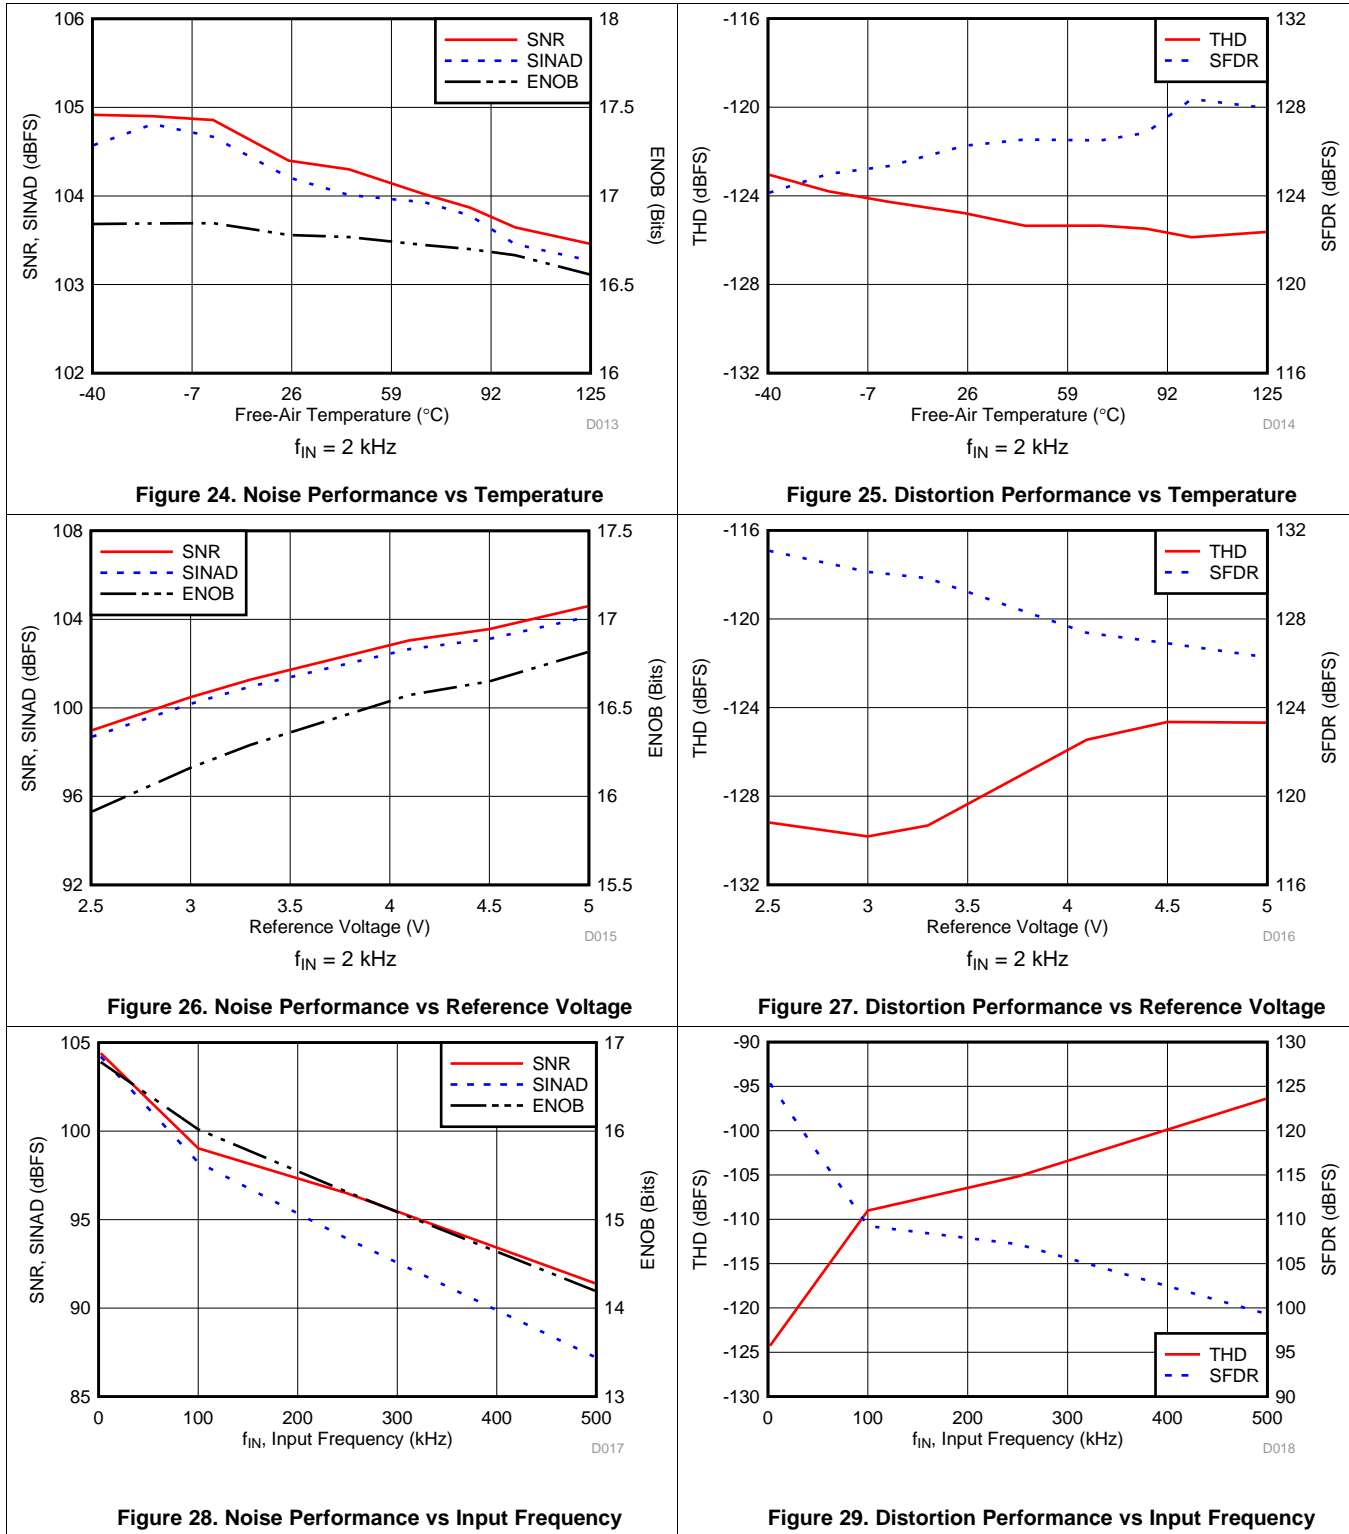 106
105
104
103
102
SNR, SINAD (dBFS)
18
17.5
17
16.5
16
ENOB (Bits)
SNR
SINAD
ENOB
-40 -7 26 59 92 125
Free-Air Temperature (°C)
D013
fIN = 2 kHz
Figure 24. Noise Performance vs Temperature
-116
-120
-124
-128
-132
THD (dBFS)
132
128
124
120
116
SFDR (dBFS)
THD
SFDR
-40 -7 26 59 92 125
Free-Air Temperature (°C)
D014
fIN = 2 kHz
Figure 25. Distortion Performance vs Temperature
108
104
100
96
92
SNR, SINAD (dBFS)
17.5
17
16.5
16
15.5
ENOB (Bits)
SNR
SINAD
ENOB
2.5 3 3.5 4 4.5 5
Reference Voltage (V)
D015
fIN = 2 kHz
Figure 26. Noise Performance vs Reference Voltage
-116
-120
-124
-128
-132
THD (dBFS)
132
128
123
120
116
SFDR (dBFS)
THD
SFDR
2.5 3 3.5 4 4.5 5
Reference Voltage (V)
D016
fIN = 2 kHz
Figure 27. Distortion Performance vs Reference Voltage
105
100
95
90
85
SNR, SINAD (dBFS)
17
16
15
14
13
ENOB (Bits)
SNR
SINAD
ENOB
0 100 200 300 400 500
fIN, Input Frequency (kHz)
D017
Figure 28. Noise Performance vs Input Frequency
-90
-95
-100
-105
-110
-115
-120
-125
-130
THD (dBFS)
130
125
120
115
110
105
100
95
90
SFDR (dBFS)
THD
SFDR
0 100 200 300 400 500
fIN, Input Frequency (kHz)
D018
Figure 29. Distortion Performance vs Input Frequency